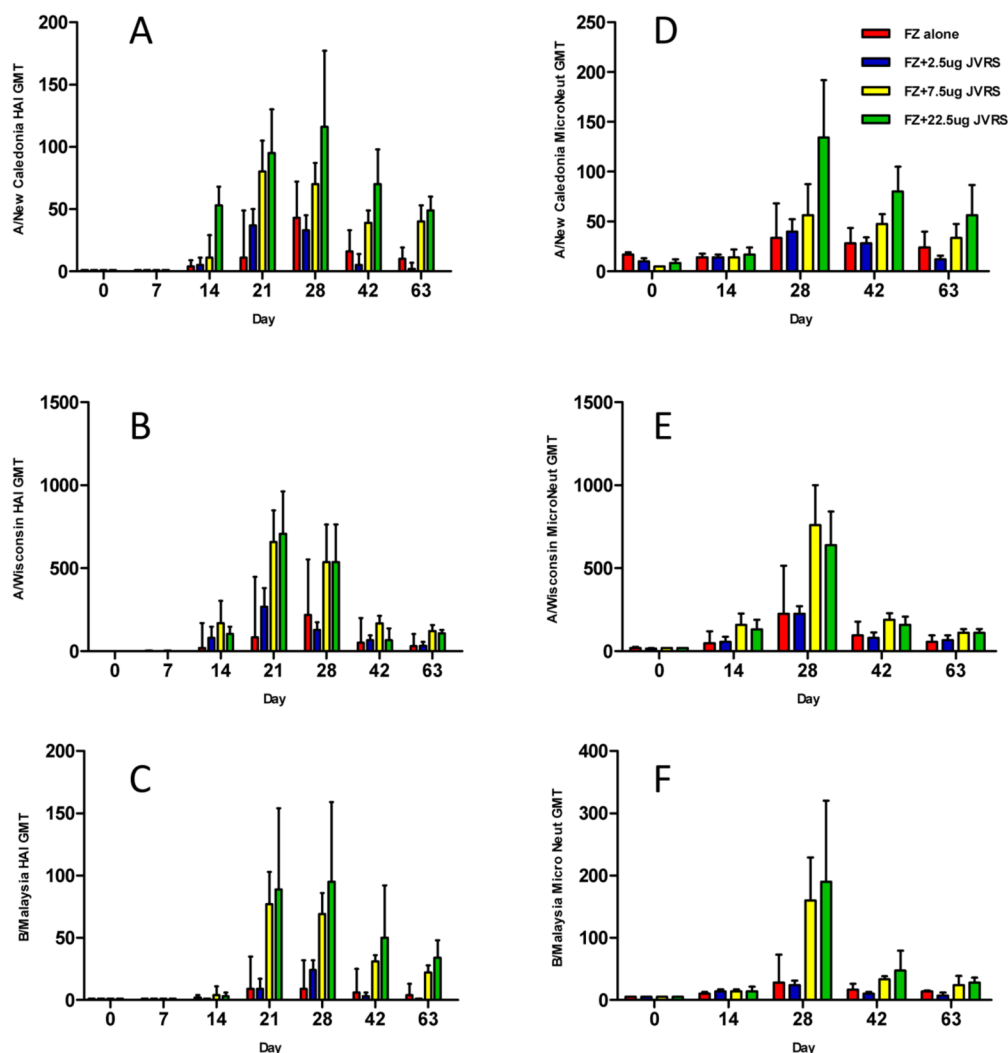 A
200
150
100
50
0
A/New Caledonia HAI GMT
0 7 14 21 28 42 63
Day
D
250
200
150
100
50
0
A/New Caledonia MicroNeut GMT
0 14 28 42 63
Day
FZ alone
FZ+2.5ug JVRS
FZ+7.5ug JVRS
FZ+22.5ug JVRS
B
1500
1000
500
0
A/Wisconsin HAI GMT
0 7 14 21 28 42 63
Day
E
1500
1000
500
0
A/Wisconsin MicroNeut GMT
0 14 28 42 63
Day
C
200
150
100
50
0
B/Malaysia HAI GMT
0 7 14 21 28 42 63
Day
F
400
300
200
100
0
B/Malaysia Micro Neut GMT
0 14 28 42 63
Day